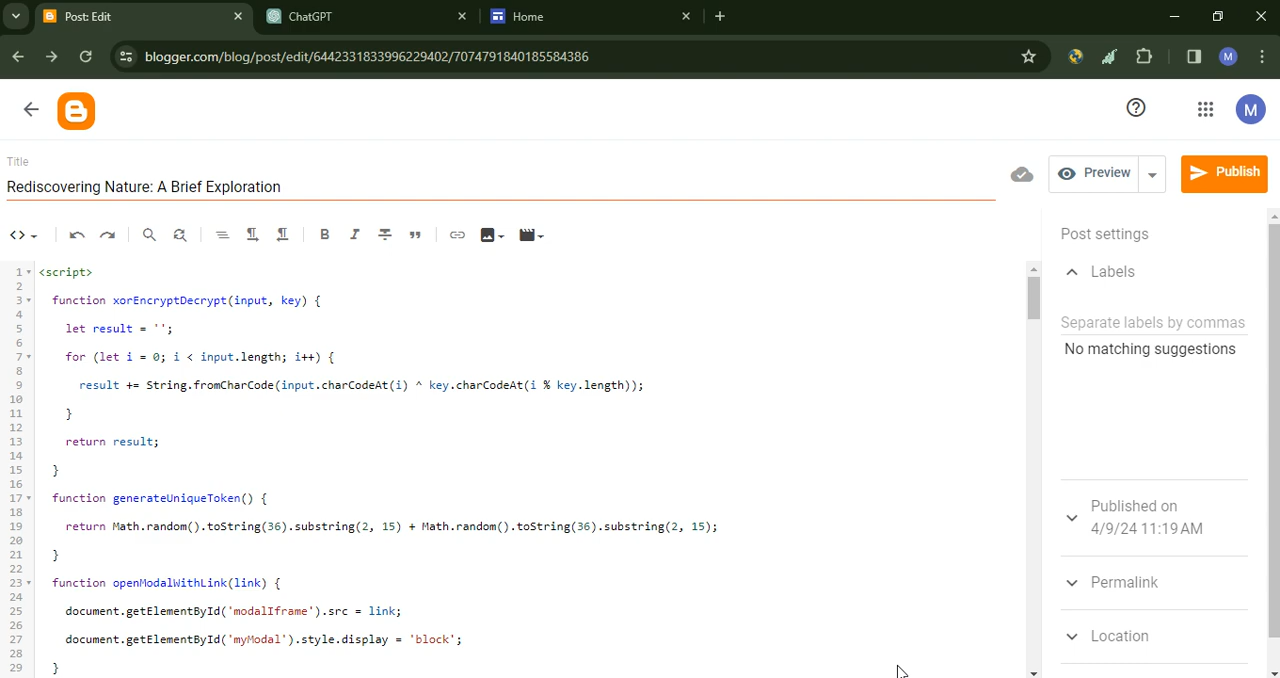 Post: Edit
ChatGPT
Home
blogger.com/blog/post/edit/6442331833996229402/7074791840185584386
M
M
Title
Rediscovering Nature: A Brief Exploration
Preview
Publish
Post settings
Labels
Separate labels by commas
No matching suggestions
Published on
4/9/24 11:19 AM
Permalink
Location
1 <script>
2
3 function xorEncryptDecrypt(input, key) {
4
5 let result = '';
6
7 for (let i = 0; i < input.length; i++) {
8
9 result += String.fromCharCode(input.charCodeAt(i) ^ key.charCodeAt(i % key.length));
10
11 }
12
13 return result;
14
15 }
16
17 function generateUniqueToken() {
18
19 return Math.random().toString(36).substring(2, 15) + Math.random().toString(36).substring(2, 15);
20
21 }
22
23 function openModalWithLink(link) {
24
25 document.getElementById('modalIframe').src = link;
26
27 document.getElementById('myModal').style.display = 'block';
28
29 }